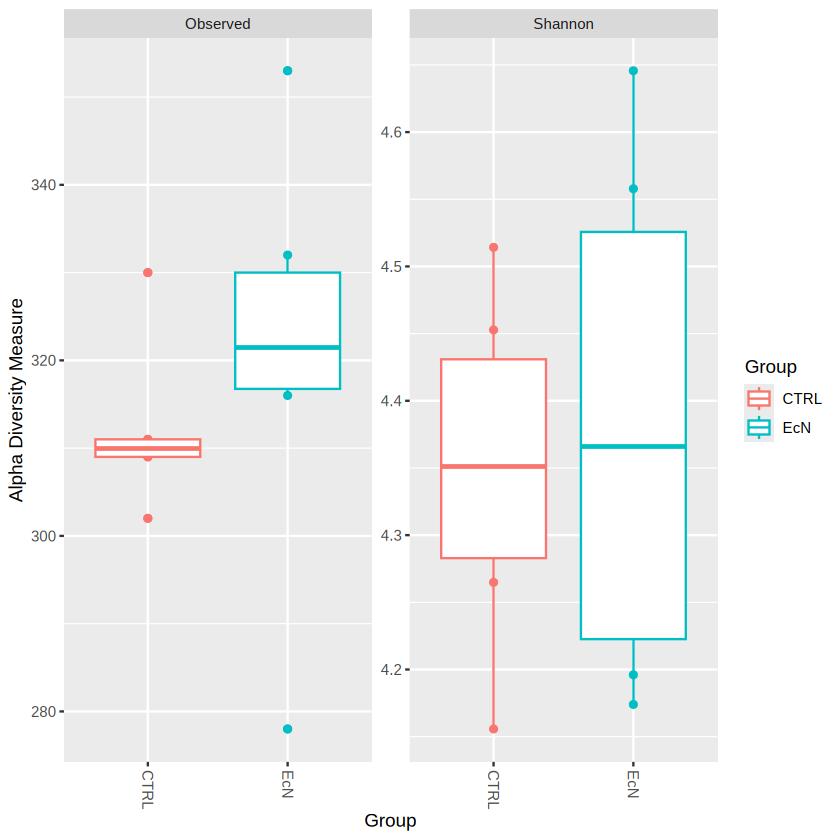 Observed
Shannon
Alpha Diversity Measure
340
320
300
280
4.6
4.5
4.4
4.3
4.2
CTRL
EcN
CTRL
EcN
Group
Group
CTRL
EcN